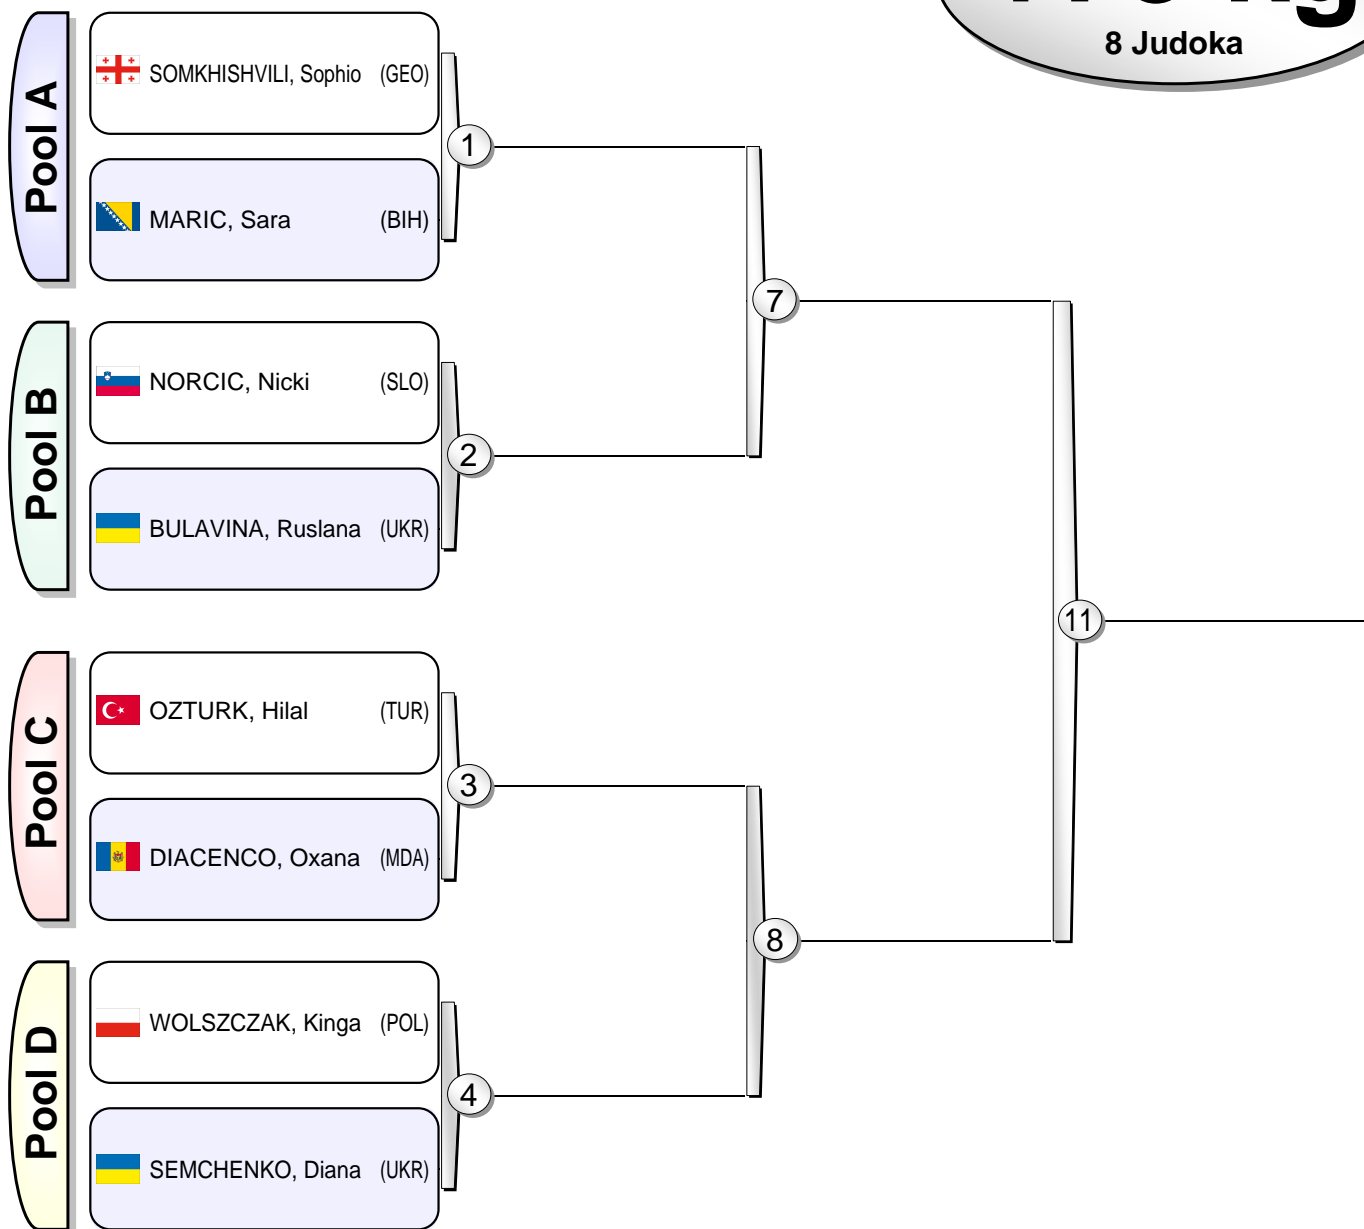 8 Judoka
Pool A
SOMKHISHVILI, Sophio (GEO)
1
MARIC, Sara (BIH)
7
Pool B
NORCIC, Nicki (SLO)
2
BULAVINA, Ruslana (UKR)
11
Pool C
OZTURK, Hilal (TUR)
3
DIACENCO, Oxana (MDA)
8
Pool D
WOLSZCZAK, Kinga (POL)
4
SEMCHENKO, Diana (UKR)